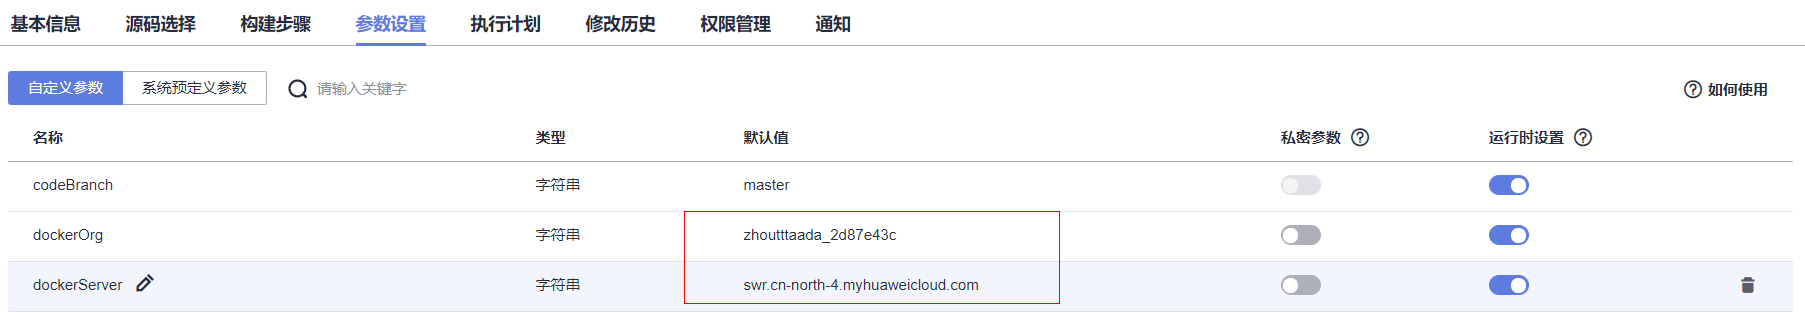 基本信息 源码选择 构建步骤 参数设置 执行计划 修改历史 权限管理 通知
自定义参数 系统预定义参数 请输入关键字 如何使用
名称 类型 默认值 私密参数 运行时设置
codeBranch 字符串 master
dockerOrg 字符串 zhoutttaada_2d87e43c
dockerServer 字符串 swr.cn-north-4.myhuaweicloud.com